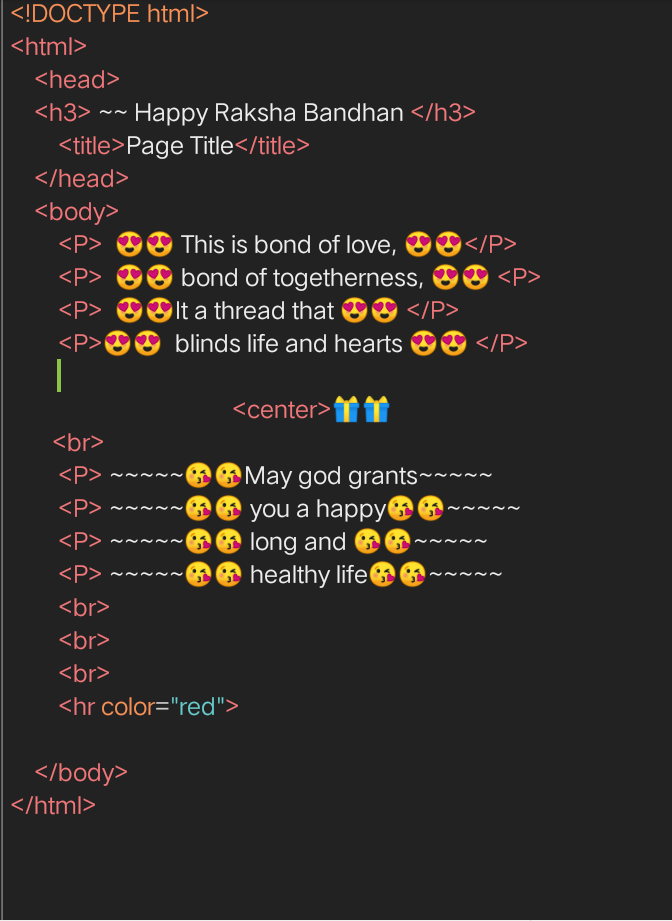 <!DOCTYPE html>
<html>
<head>
<h3> ~~ Happy Raksha Bandhan </h3>
<title>Page Title</title>
</head>
<body>
<P> 😍😍 This is bond of love, 😍😍</P>
<P> 😍😍 bond of togetherness, 😍😍 <P>
<P> 😍😍It a thread that 😍😍 </P>
<P>😍😍 blinds life and hearts 😍😍 </P>
<center>🎁🎁
<br>
<P> ~~~~~😘😘May god grants~~~~~
<P> ~~~~~😘😘 you a happy😘😘~~~~~
<P> ~~~~~😘😘 long and 😘😘~~~~~
<P> ~~~~~😘😘 healthy life😘😘~~~~~
<br>
<br>
<br>
<hr color="red">
</body>
</html>